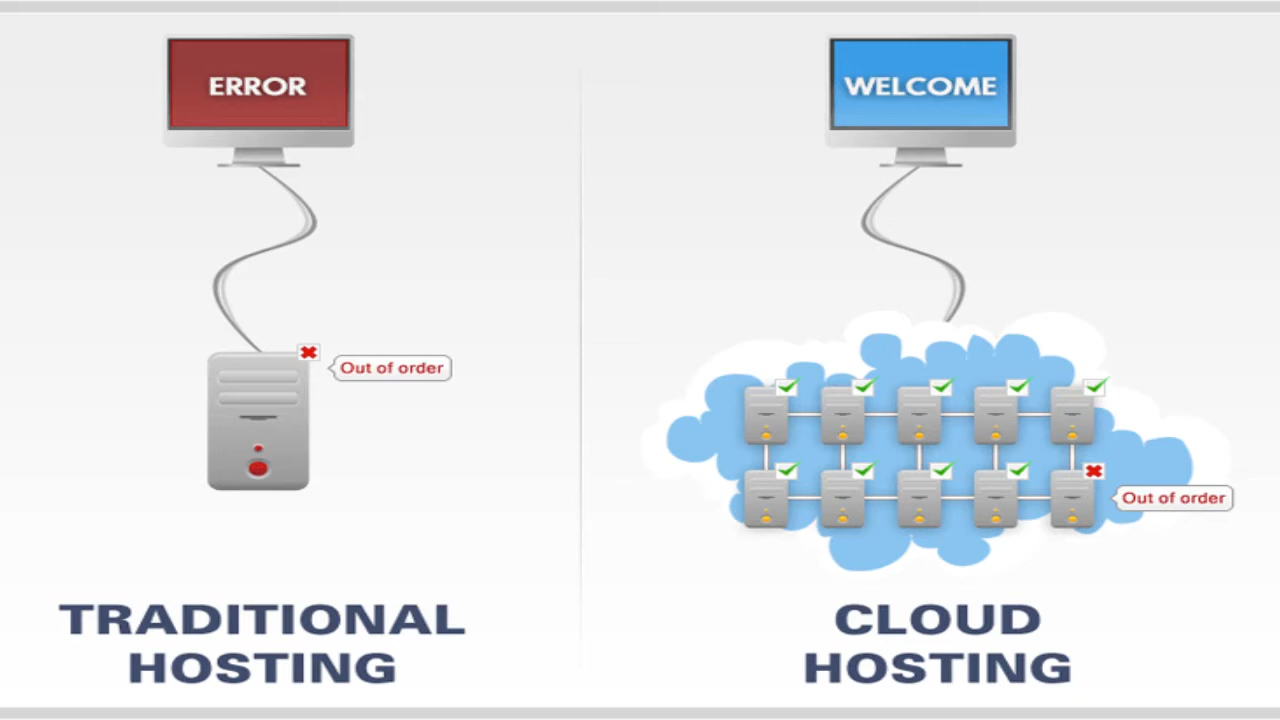 ERROR
Out of order
TRADITIONAL
HOSTING
WELCOME
Out of order
CLOUD
HOSTING